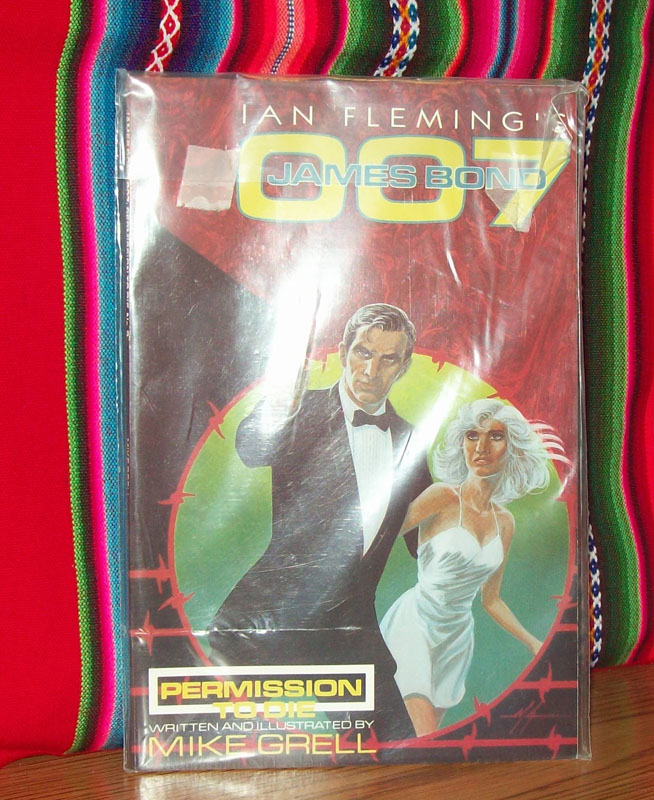 IAN FLEMING'S
007
JAMES BOND
PERMISSION
TO DIE
WRITTEN AND ILLUSTRATED BY
MIKE GRELL